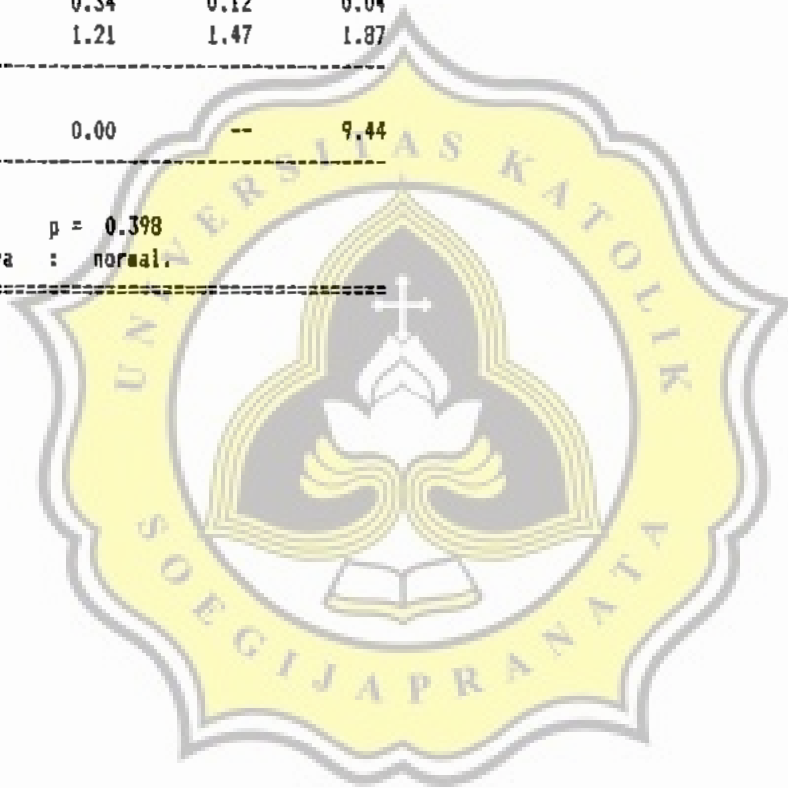 0.34 0.12 0.04
1.21 1.47 1.87
0.00 -- 9.44
p = 0.398
a : normal.
UNIVERSITAS KATOLIK
SOEGIJAPRANATA